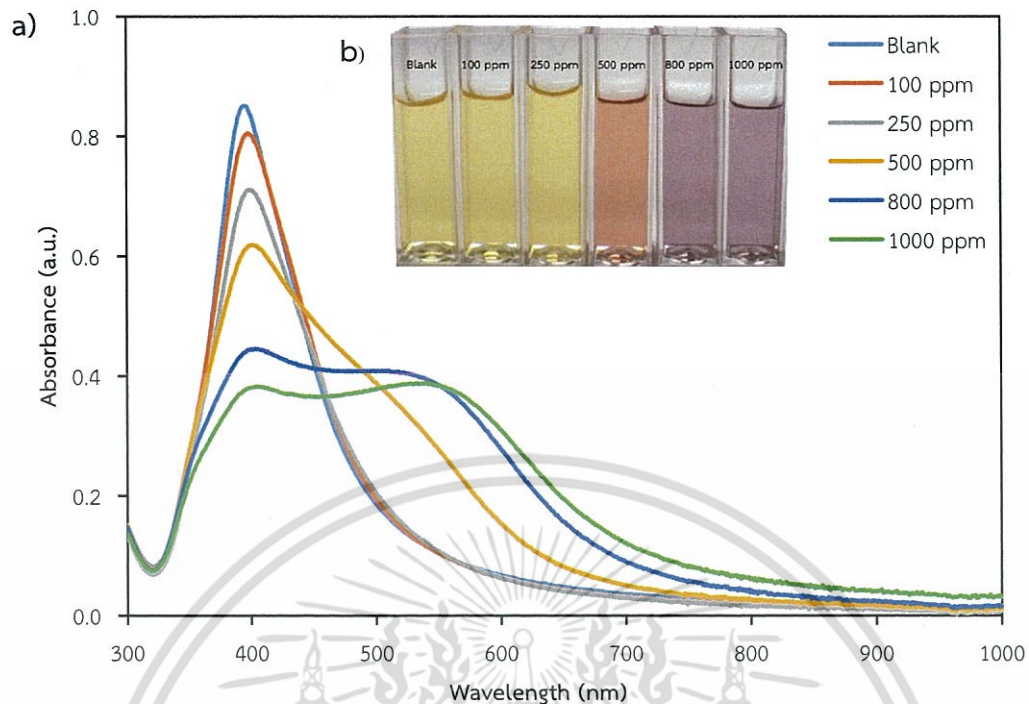 a)
b)
Blank
100 ppm
250 ppm
500 ppm
800 ppm
1000 ppm
Blank
100 ppm
250 ppm
500 ppm
800 ppm
1000 ppm
Absorbance (a.u.)
1.0
0.8
0.6
0.4
0.2
0.0
300 400 500 600 700 800 900 1000
Wavelength (nm)